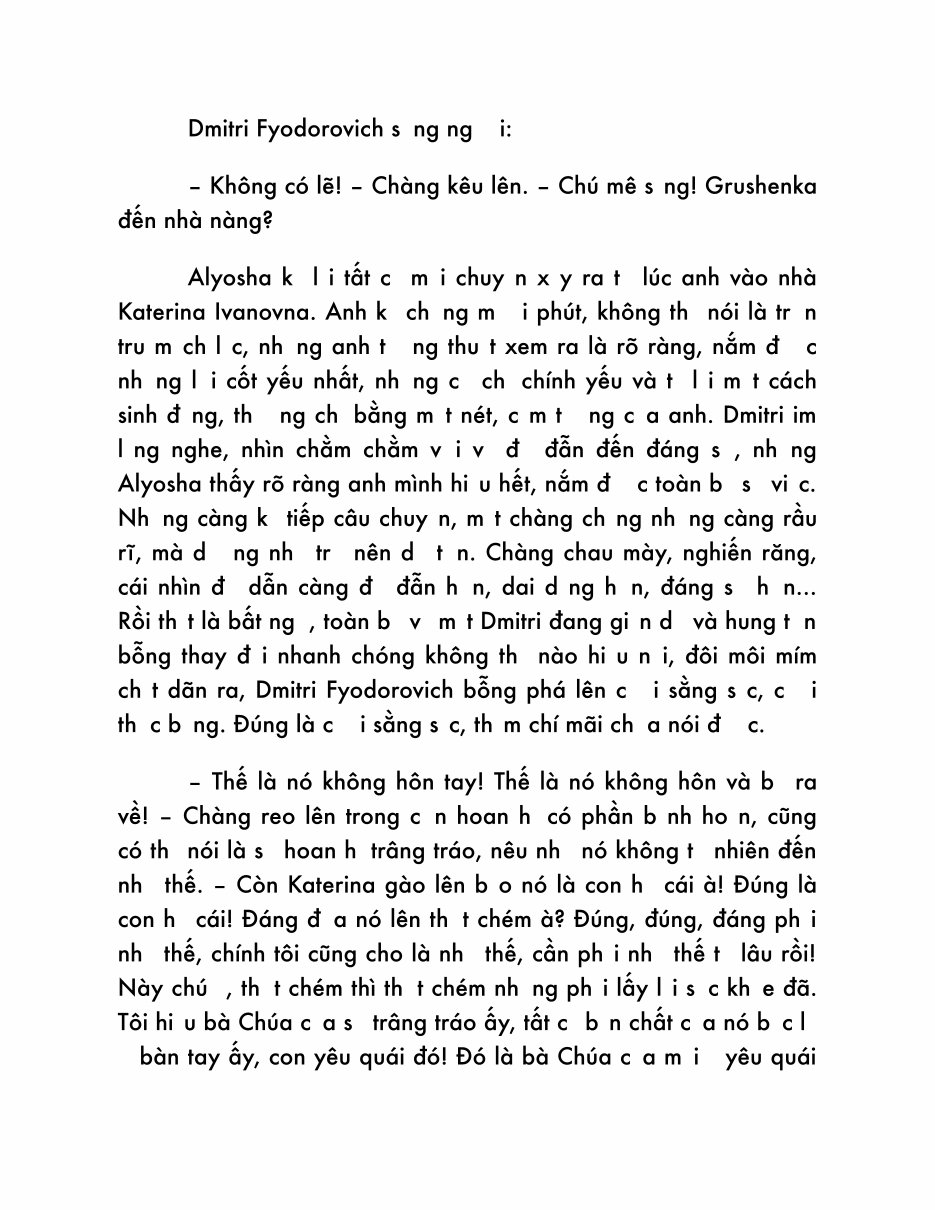 Dmitri Fyodorovich s ng ng i:
– Không có lẽ! – Chàng kêu lên. – Chú mê s ng! Grushenka
đến nhà nàng?
Alyosha k l i tất c m i chuy n x y ra t lúc anh vào nhà
Katerina Ivanovna. Anh k ch ng m i phút, không th nói là tr n
tru m ch l c, nh ng anh t ng thu t xem ra là rõ ràng, nắm đ c
nh ng l i cốt yếu nhất, nh ng c ch chính yếu và t l i m t cách
sinh đ ng, th ng ch bằng m t nét, c m t ng c a anh. Dmitri im
l ng nghe, nhìn chằm chằm v i v đ đẫn đến đáng s , nh ng
Alyosha thấy rõ ràng anh mình hi u hết, nắm đ c toàn b s vi c.
Nh ng càng k tiếp câu chuy n, m t chàng ch ng nh ng càng rầu
rĩ, mà d ng nh tr nên d t n. Chàng chau mày, nghiến răng,
cái nhìn đ dẫn càng đ đẫn h n, dai d ng h n, đáng s h n...
Rồi th t là bất ng , toàn b v m t Dmitri đang gi n d và hung t n
bỗng thay đ i nhanh chóng không th nào hi u n i, đôi môi mím
ch t dãn ra, Dmitri Fyodorovich bỗng phá lên c i sằng s c, c i
th c b ng. Đúng là c i sằng s c, th m chí mãi ch a nói đ c.
– Thế là nó không hôn tay! Thế là nó không hôn và b ra
về! – Chàng reo lên trong c n hoan h có phần b nh ho n, cũng
có th nói là s hoan h trâng tráo, nêu nh nó không t nhiên đến
nh thế. – Còn Katerina gào lên b o nó là con h cái à! Đúng là
con h cái! Đáng đ a nó lên th t chém à? Đúng, đúng, đáng ph i
nh thế, chính tôi cũng cho là nh thế, cần ph i nh thế t lâu rồi!
Này chú , th t chém thì th t chém nh ng ph i lấy l i s c kh e đã.
Tôi hi u bà Chúa c a s trâng tráo ấy, tất c b n chất c a nó b c l
bàn tay ấy, con yêu quái đó! Đó là bà Chúa c a m i yêu quái